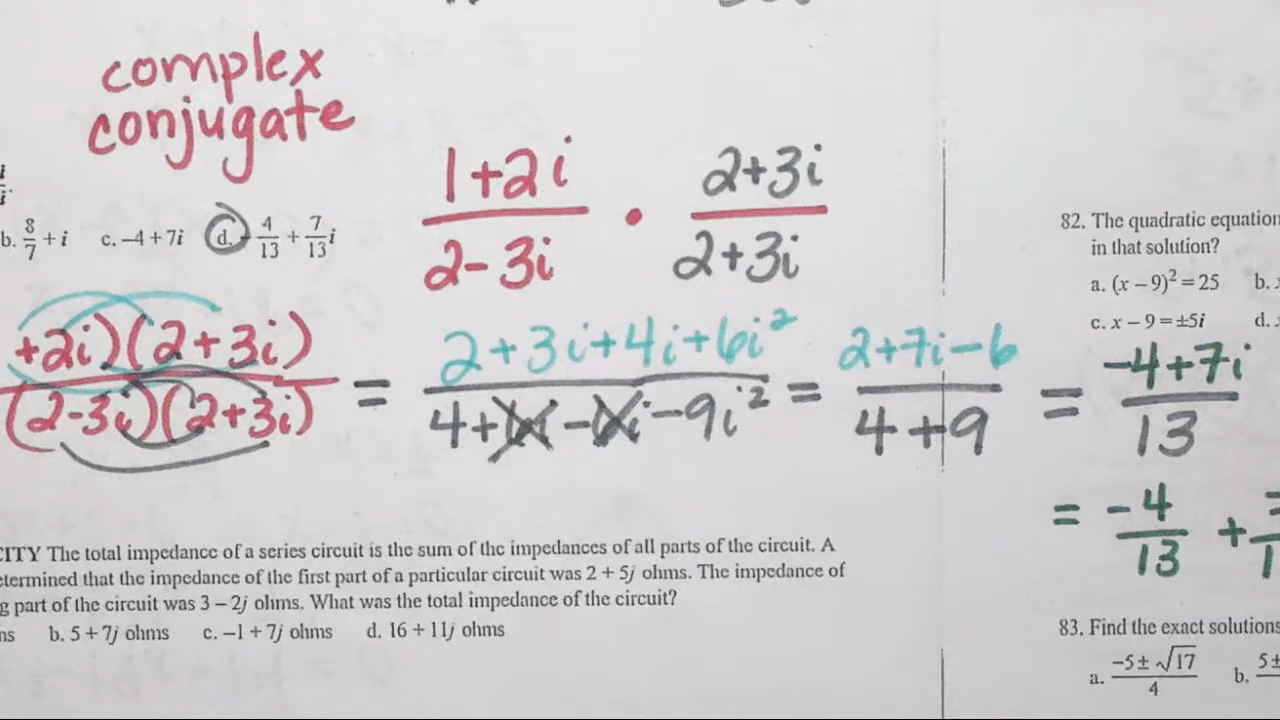 complex
conjugate
i
i.
b. 8/7 + i c. –4 + 7i d. –4/13 + 7/13 i
1+2i / 2-3i • 2+3i / 2+3i
+2i)(2+3i) / (2-3i)(2+3i) = 2+3i+4i+6i² / 4+6i-6i-9i² = 2+7i-6 / 4+9 = -4+7i / 13
= -4/13 +
CITY The total impedance of a series circuit is the sum of the impedances of all parts of the circuit. A
etermined that the impedance of the first part of a particular circuit was 2 + 5j ohms. The impedance of
g part of the circuit was 3 – 2j ohms. What was the total impedance of the circuit?
ns b. 5 + 7j ohms c. –1 + 7j ohms d. 16 + 11j ohms
82. The quadratic equation
in that solution?
a. (x – 9)² = 25 b.
c. x – 9 = ±5i d.
83. Find the exact solutions
a. -5 ± √17 / 4 b. 5 ±